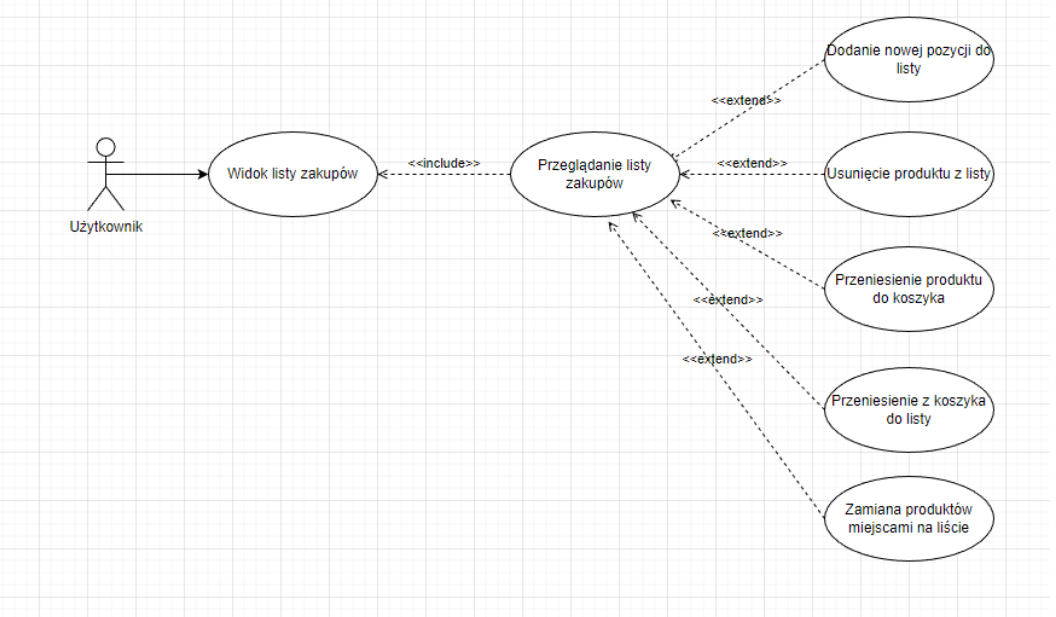 Dodanie nowej pozycji do
listy
<<extend>>
Użytkownik
Widok listy zakupów
<<include>>
Przeglądanie listy
zakupów
<<extend>>
Usunięcie produktu z listy
<<extend>>
Przeniesienie produktu
do koszyka
<<extend>>
Przeniesienie z koszyka
do listy
<<extend>>
Zamiana produktów
miejscami na liście